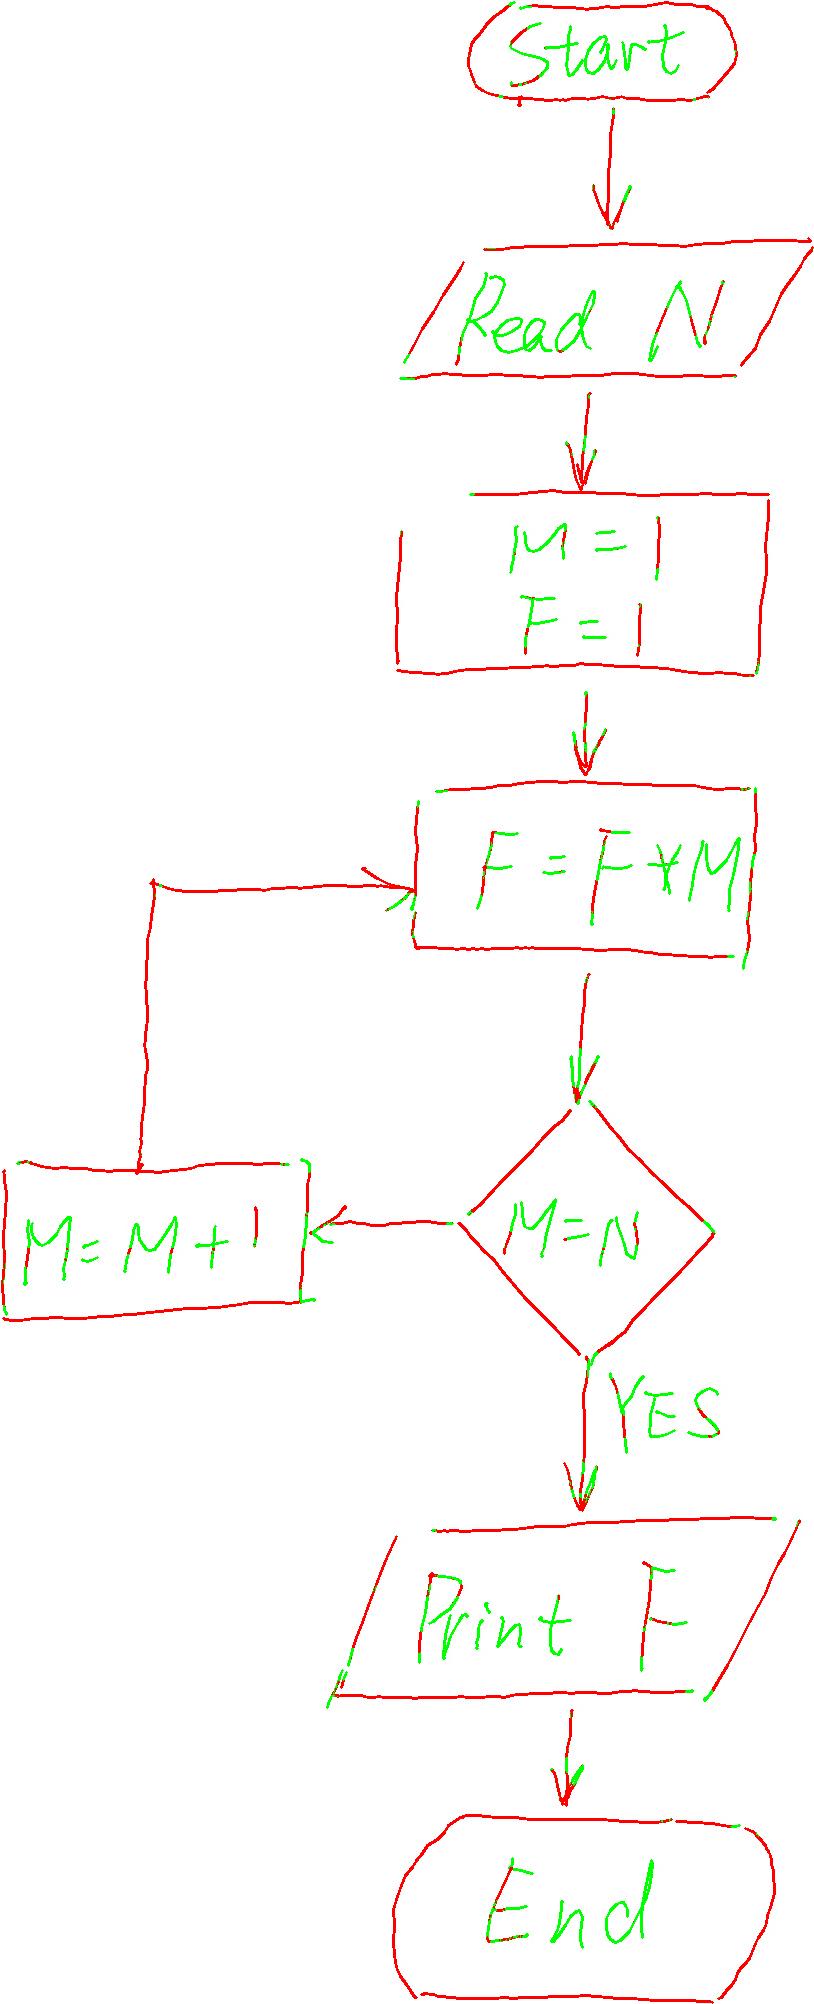 Start
Read N
M = 1
F = 1
F = F * M
M = N
M = M + 1
YES
Print F
End